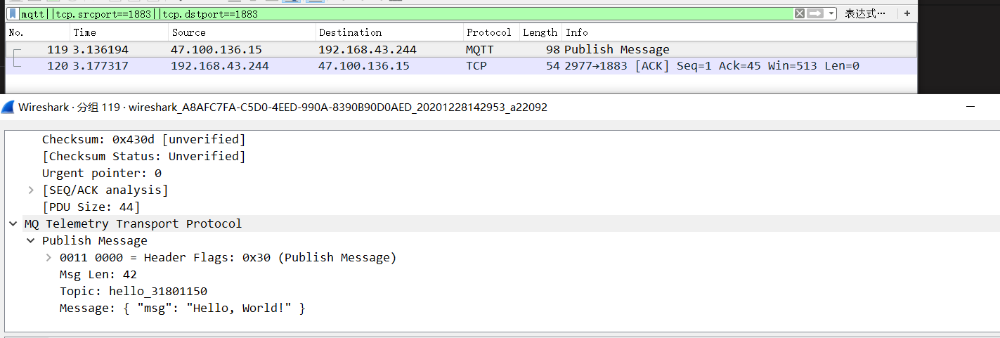 mqtt||tcp.srcport==1883||tcp.dstport==1883 表达式…
No. Time Source Destination Protocol Length Info
119 3.136194 47.100.136.15 192.168.43.244 MQTT 98 Publish Message
120 3.177317 192.168.43.244 47.100.136.15 TCP 54 2977→1883 [ACK] Seq=1 Ack=45 Win=513 Len=0
Wireshark · 分组 119 · wireshark_A8AFC7FA-C5D0-4EED-990A-8390B90D0AED_20201228142953_a22092
Checksum: 0x430d [unverified]
[Checksum Status: Unverified]
Urgent pointer: 0
[SEQ/ACK analysis]
[PDU Size: 44]
MQ Telemetry Transport Protocol
Publish Message
0011 0000 = Header Flags: 0x30 (Publish Message)
Msg Len: 42
Topic: hello_31801150
Message: { "msg": "Hello, World!" }